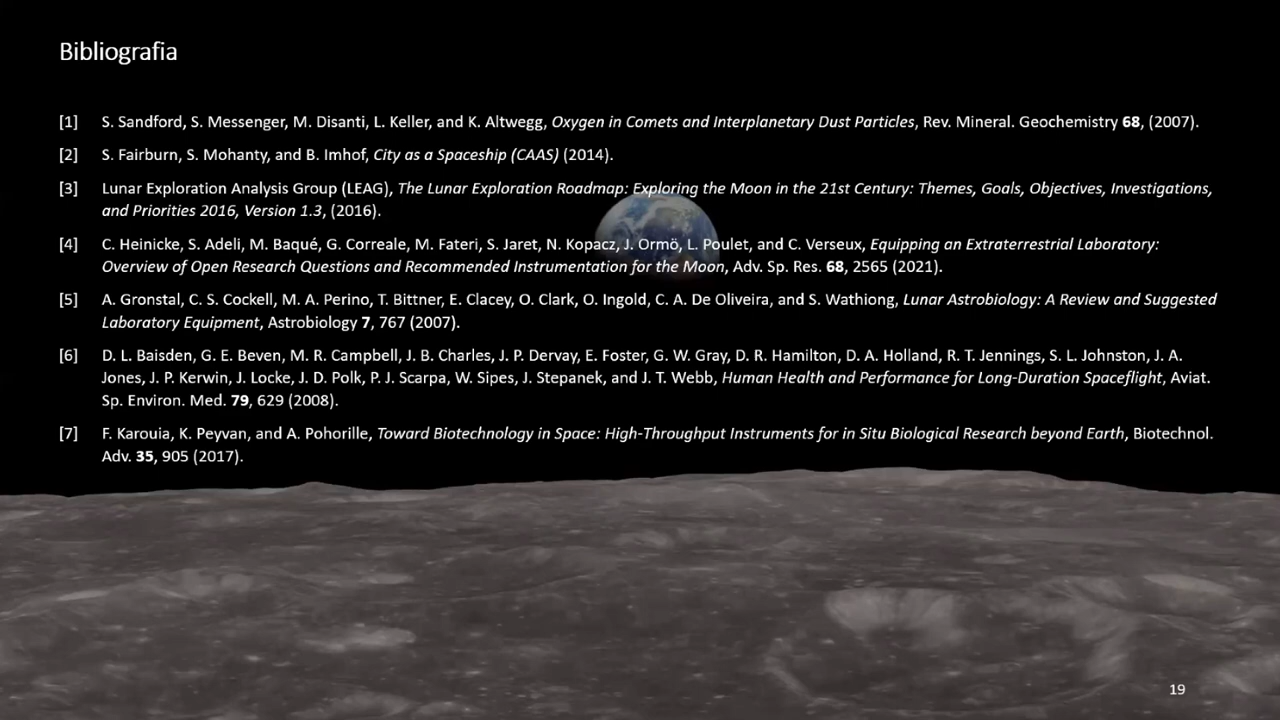 Bibliografia
[1] S. Sandford, S. Messenger, M. Disanti, L. Keller, and K. Altwegg, Oxygen in Comets and Interplanetary Dust Particles, Rev. Mineral. Geochemistry 68, (2007).
[2] S. Fairburn, S. Mohanty, and B. Imhof, City as a Spaceship (CAAS) (2014).
[3] Lunar Exploration Analysis Group (LEAG), The Lunar Exploration Roadmap: Exploring the Moon in the 21st Century: Themes, Goals, Objectives, Investigations,
and Priorities 2016, Version 1.3, (2016).
[4] C. Heinicke, S. Adeli, M. Baqué, G. Correale, M. Fateri, S. Jaret, N. Kopacz, J. Ormö, L. Poulet, and C. Verseux, Equipping an Extraterrestrial Laboratory:
Overview of Open Research Questions and Recommended Instrumentation for the Moon, Adv. Sp. Res. 68, 2565 (2021).
[5] A. Gronstal, C. S. Cockell, M. A. Perino, T. Bittner, E. Clacey, O. Clark, O. Ingold, C. A. De Oliveira, and S. Wathiong, Lunar Astrobiology: A Review and Suggested
Laboratory Equipment, Astrobiology 7, 767 (2007).
[6] D. L. Baisden, G. E. Beven, M. R. Campbell, J. B. Charles, J. P. Dervay, E. Foster, G. W. Gray, D. R. Hamilton, D. A. Holland, R. T. Jennings, S. L. Johnston, J. A.
Jones, J. P. Kerwin, J. Locke, J. D. Polk, P. J. Scarpa, W. Sipes, J. Stepanek, and J. T. Webb, Human Health and Performance for Long-Duration Spaceflight, Aviat.
Sp. Environ. Med. 79, 629 (2008).
[7] F. Karouia, K. Peyvan, and A. Pohorille, Toward Biotechnology in Space: High-Throughput Instruments for in Situ Biological Research beyond Earth, Biotechnol.
Adv. 35, 905 (2017).
19